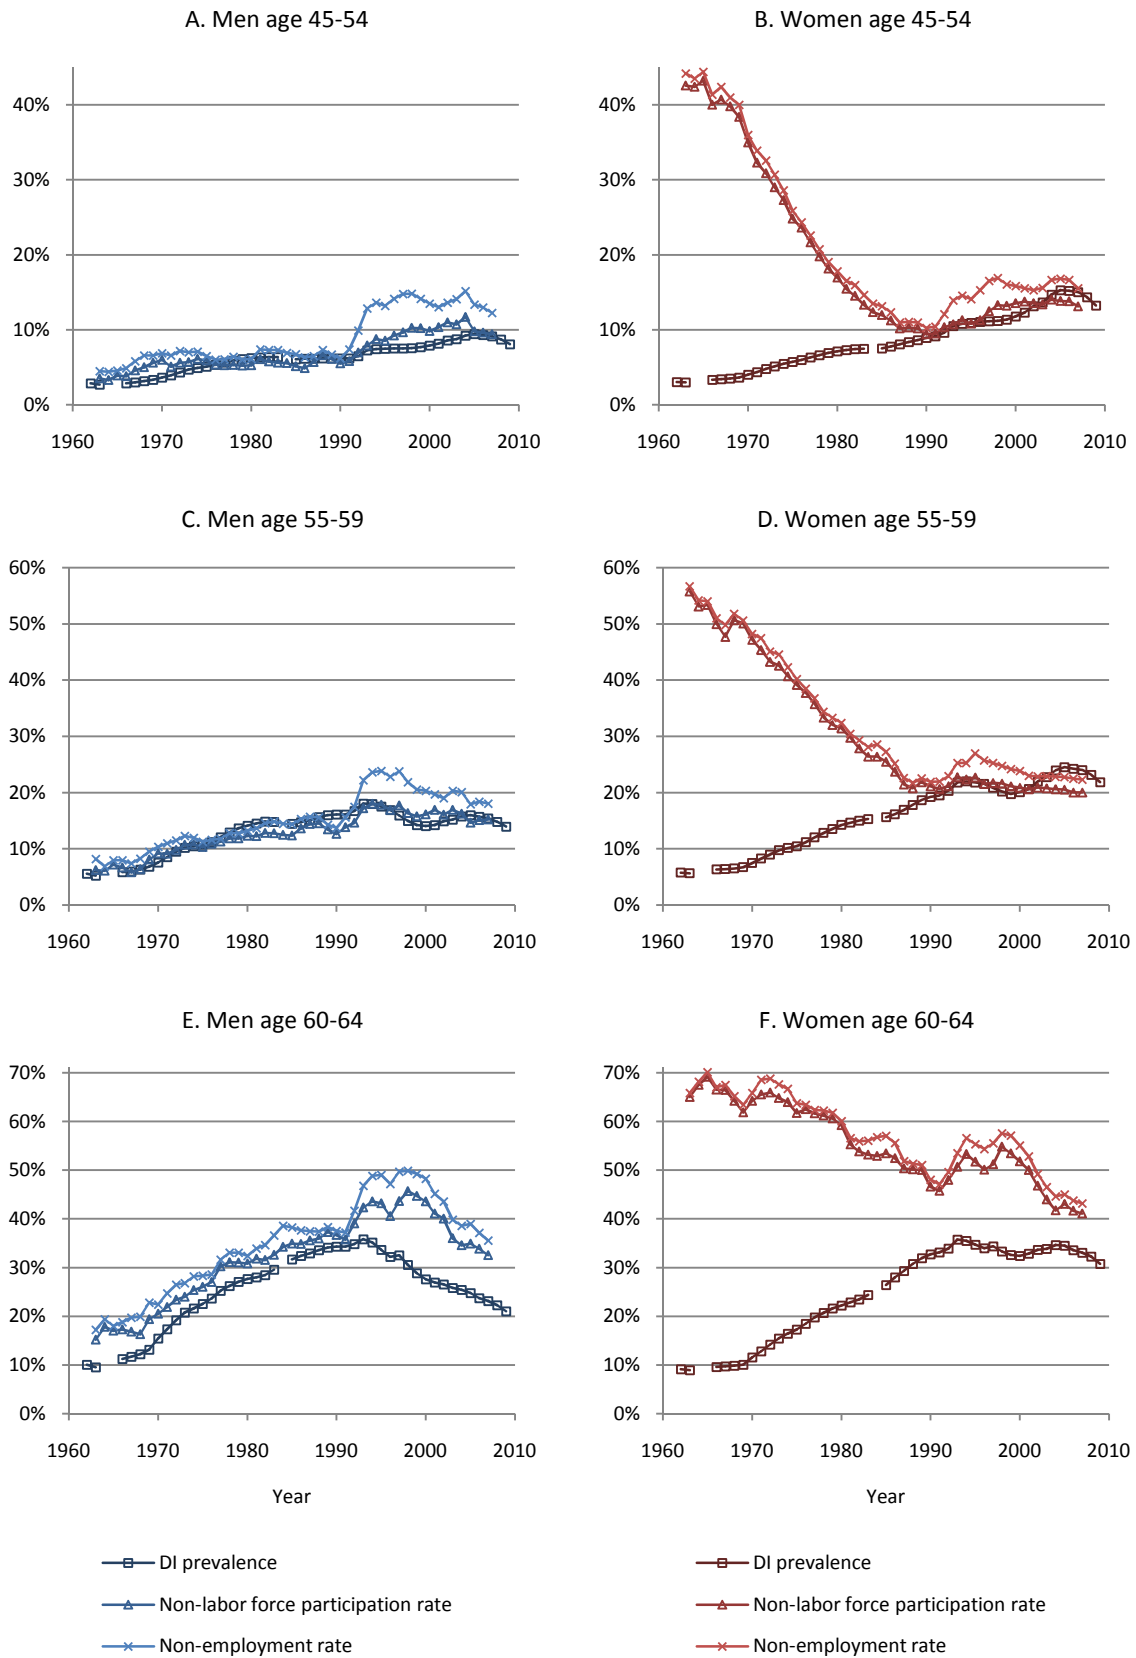 A. Men age 45-54
B. Women age 45-54
40%
30%
20%
10%
0%
1960 1970 1980 1990 2000 2010
40%
30%
20%
10%
0%
1960 1970 1980 1990 2000 2010
C. Men age 55-59
D. Women age 55-59
60%
50%
40%
30%
20%
10%
0%
1960 1970 1980 1990 2000 2010
60%
50%
40%
30%
20%
10%
0%
1960 1970 1980 1990 2000 2010
E. Men age 60-64
F. Women age 60-64
70%
60%
50%
40%
30%
20%
10%
0%
1960 1970 1980 1990 2000 2010
Year
70%
60%
50%
40%
30%
20%
10%
0%
1960 1970 1980 1990 2000 2010
Year
DI prevalence
Non-labor force participation rate
Non-employment rate
DI prevalence
Non-labor force participation rate
Non-employment rate